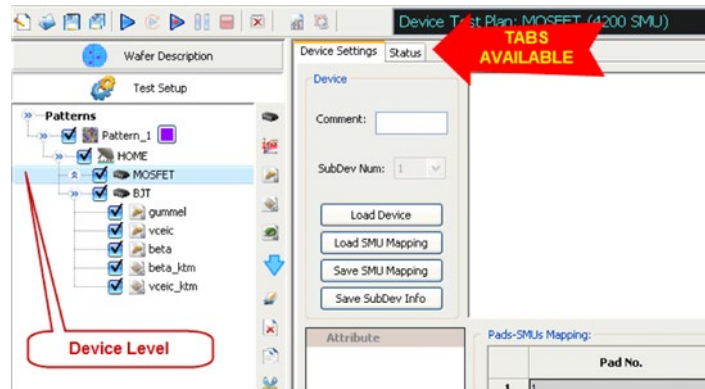 Device Test Plan: MOSFET (4200 SMU)
TABS
AVAILABLE
Wafer Description
Test Setup
Patterns
Pattern_1
HOME
MOSFET
BJT
gummel
vceic
beta
beta_ktm
vceic_ktm
Device Level
Device Settings
Status
Device
Comment:
SubDev Num: 1
Load Device
Load SMU Mapping
Save SMU Mapping
Save SubDev Info
Attribute
Pads-SMUs Mapping:
Pad No.
1 1